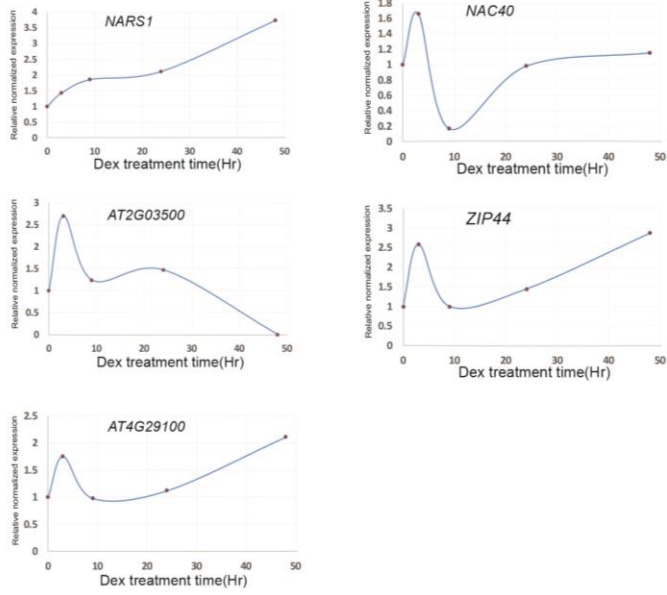 NARS1
Relative normalized expression
4
3.5
3
2.5
2
1.5
1
0.5
0
0 10 20 30 40 50
Dex treatment time(Hr)
NAC40
Relative normalized expression
1.8
1.6
1.4
1.2
1
0.8
0.6
0.4
0.2
0
0 10 20 30 40 50
Dex treatment time(Hr)
AT2G03500
Relative normalized expression
3
2.5
2
1.5
1
0.5
0
0 10 20 30 40 50
Dex treatment time(Hr)
ZIP44
Relative normalized expression
3.5
3
2.5
2
1.5
1
0.5
0
0 10 20 30 40 50
Dex treatment time(Hr)
AT4G29100
Relative normalized expression
2.5
2
1.5
1
0.5
0
0 10 20 30 40 50
Dex treatment time(Hr)